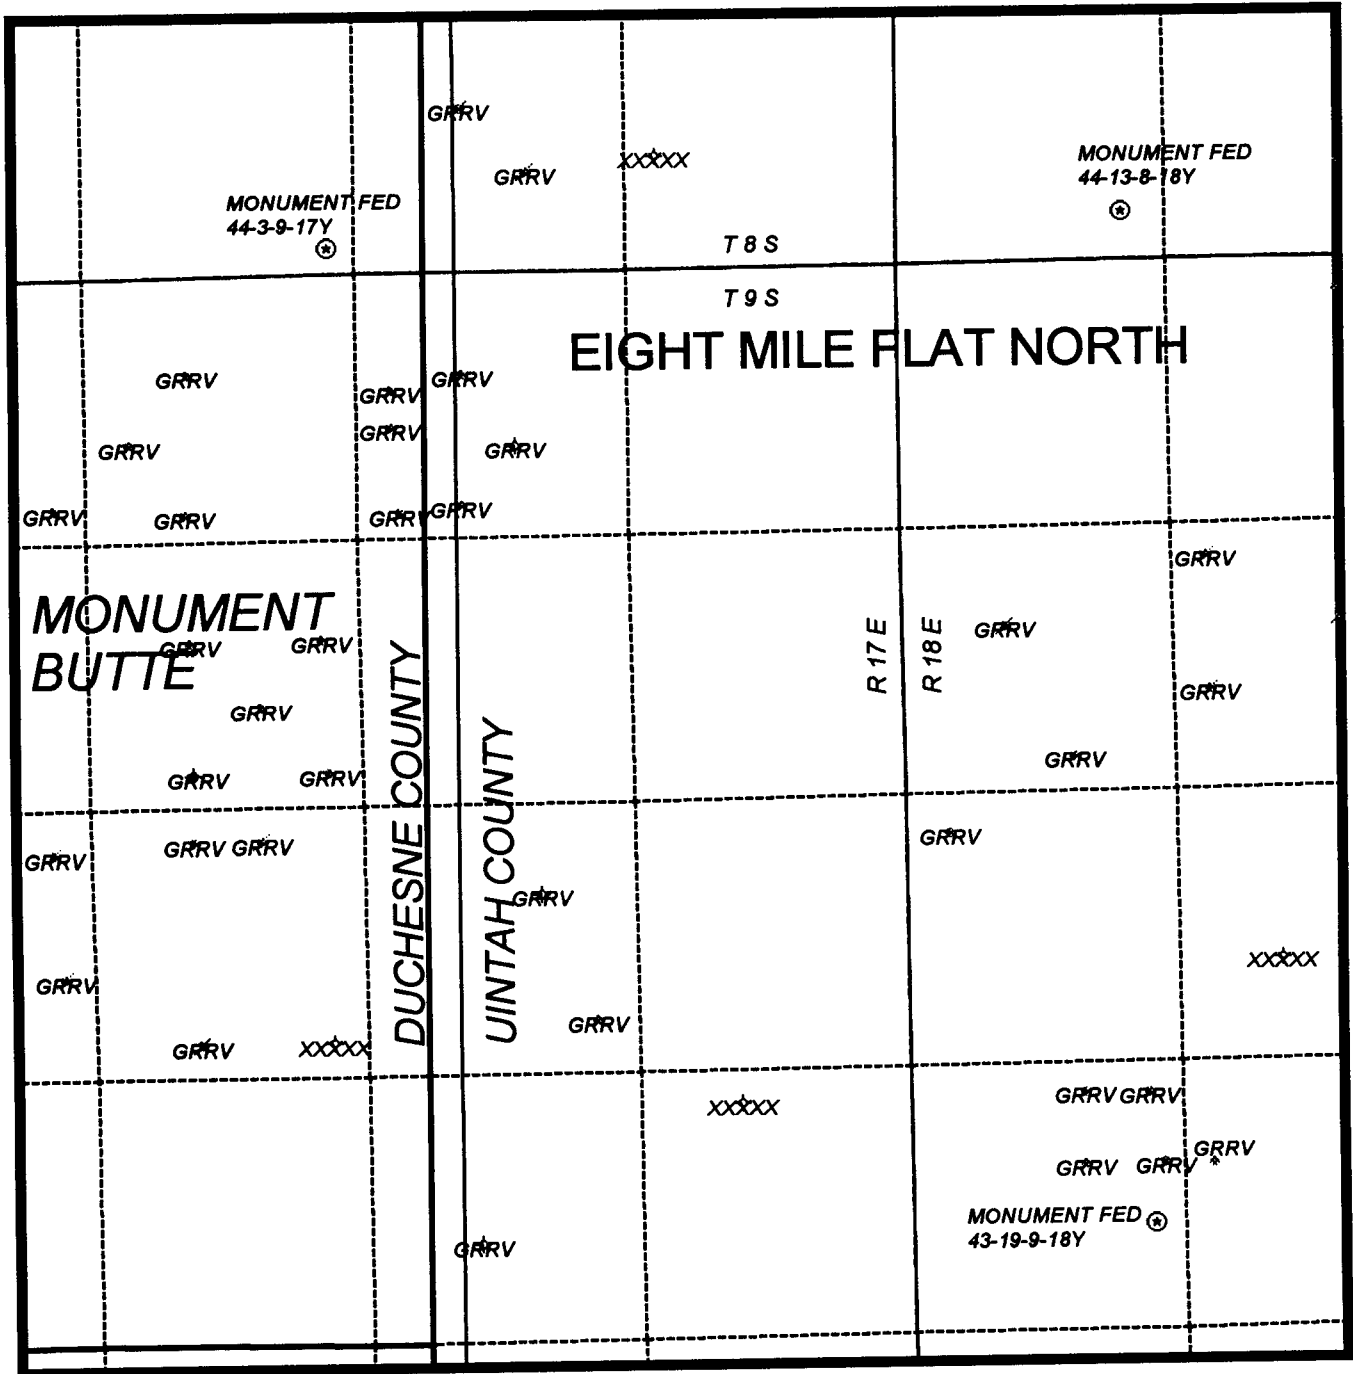 GRRV
XXXXX
GRRV
MONUMENT FED
44-13-8-18Y
MONUMENT FED
44-3-9-17Y
T 8 S
T 9 S
EIGHT MILE FLAT NORTH
GRRV
GRRV
GRRV
GRRV
GRRV
GRRV
GRRV
GRRV
GRRV
GRRV
GRRV
MONUMENT
BUTTE
GRRV
GRRV
GRRV
GRRV
GRRV
DUCHESNE COUNTY
UINTAH COUNTY
R 17 E
R 18 E
GRRV
GRRV
GRRV
GRRV
GRRV
GRRV
GRRV
GRRV
GRRV
GRRV
XXXXX
GRRV
GRRV
GRRV
XXXXX
XXXXX
GRRV
GRRV
GRRV
GRRV
GRRV
MONUMENT FED
43-19-9-18Y
GRRV